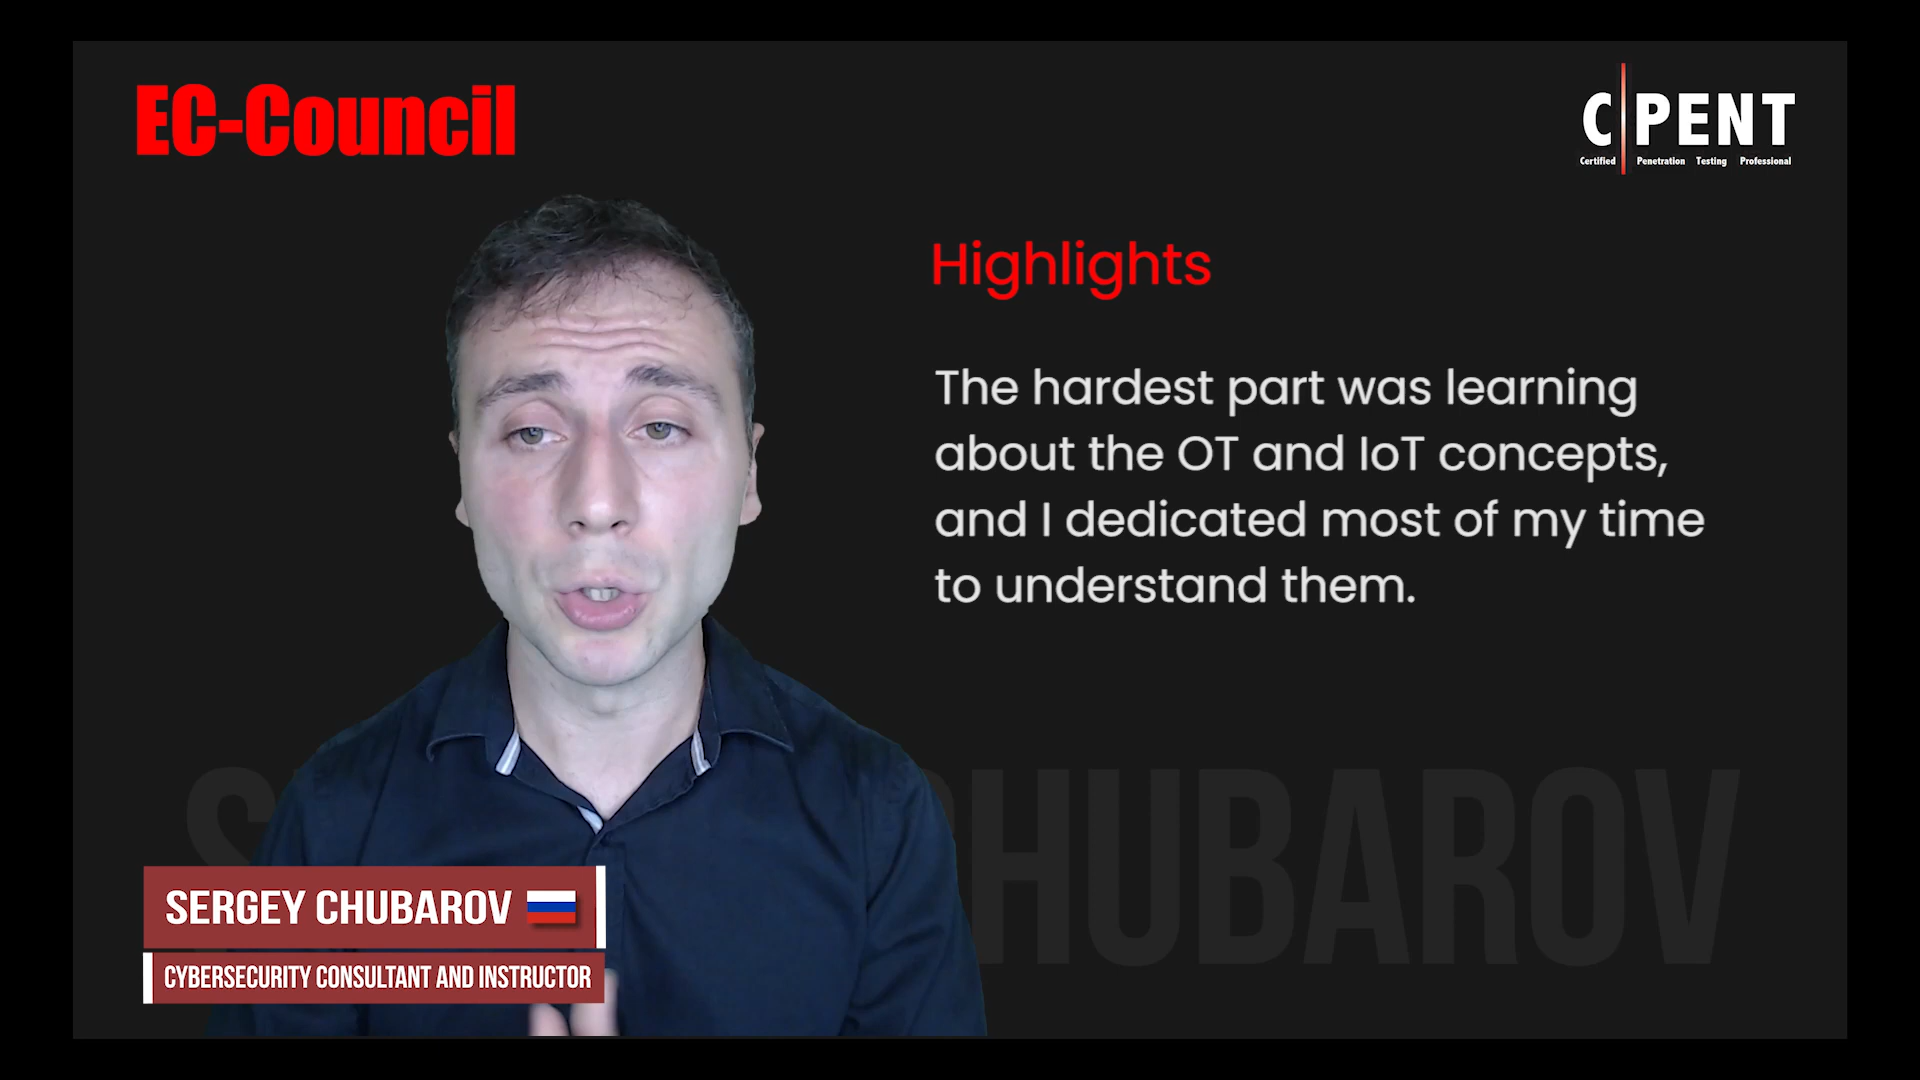 EC-Council
C|PENT
Certified Penetration Testing Professional
Highlights
The hardest part was learning
about the OT and IoT concepts,
and I dedicated most of my time
to understand them.
CHUBAROV
SERGEY CHUBAROV
CYBERSECURITY CONSULTANT AND INSTRUCTOR